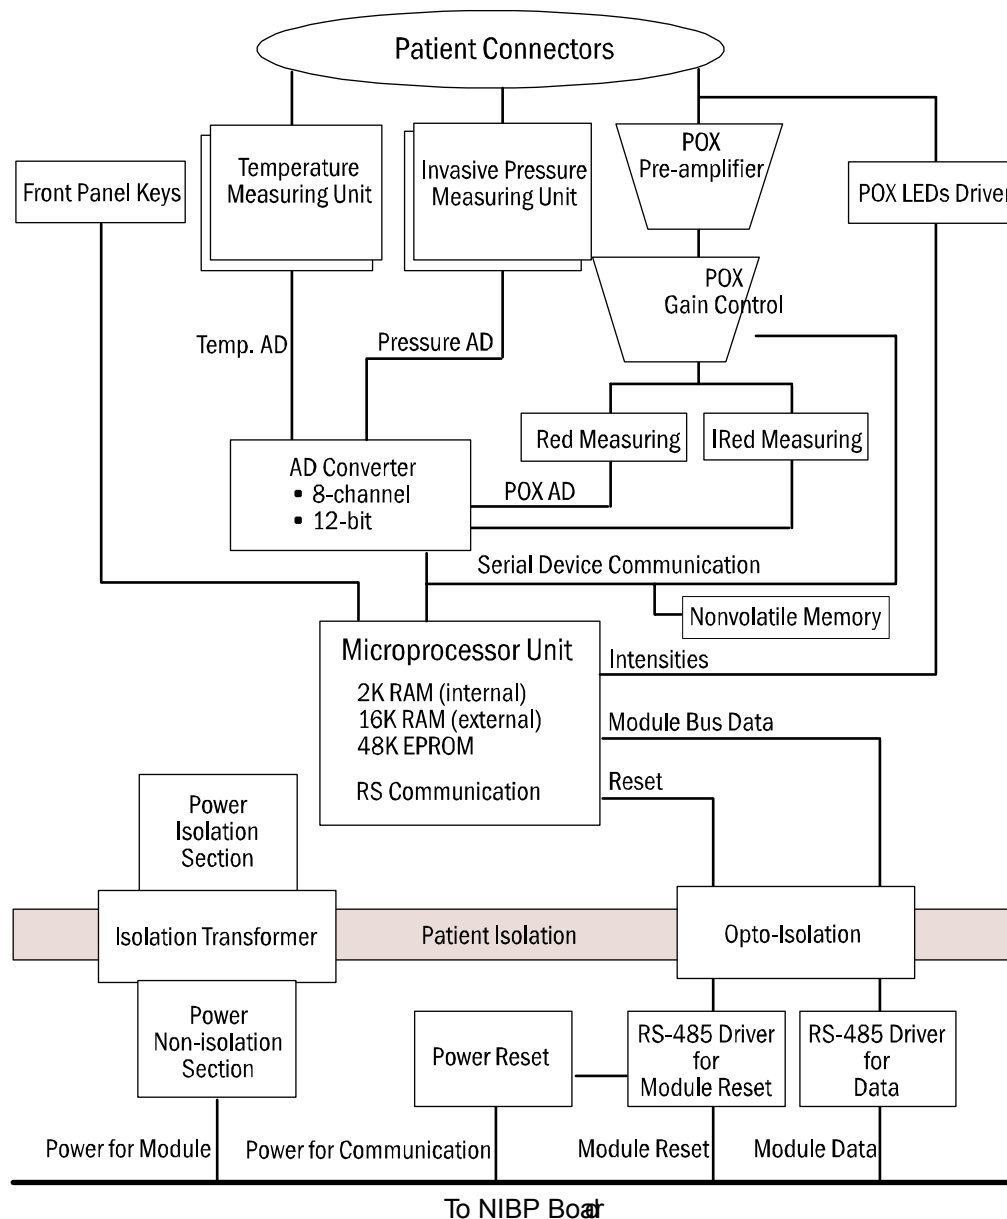 Patient Connectors
Temperature
Measuring Unit
Invasive Pressure
Measuring Unit
POX
Pre-amplifier
Front Panel Keys
POX LEDs Driver
POX
Gain Control
Temp. AD
Pressure AD
Red Measuring
IRed Measuring
AD Converter
▪ 8-channel
▪ 12-bit
POX AD
Serial Device Communication
Nonvolatile Memory
Microprocessor Unit
2K RAM (internal)
16K RAM (external)
48K EPROM
RS Communication
Intensities
Module Bus Data
Reset
Power
Isolation
Section
Isolation Transformer
Patient Isolation
Opto-Isolation
Power
Non-isolation
Section
Power Reset
RS-485 Driver
for
Module Reset
RS-485 Driver
for
Data
Power for Module
Power for Communication
Module Reset
Module Data
To NIBP Board